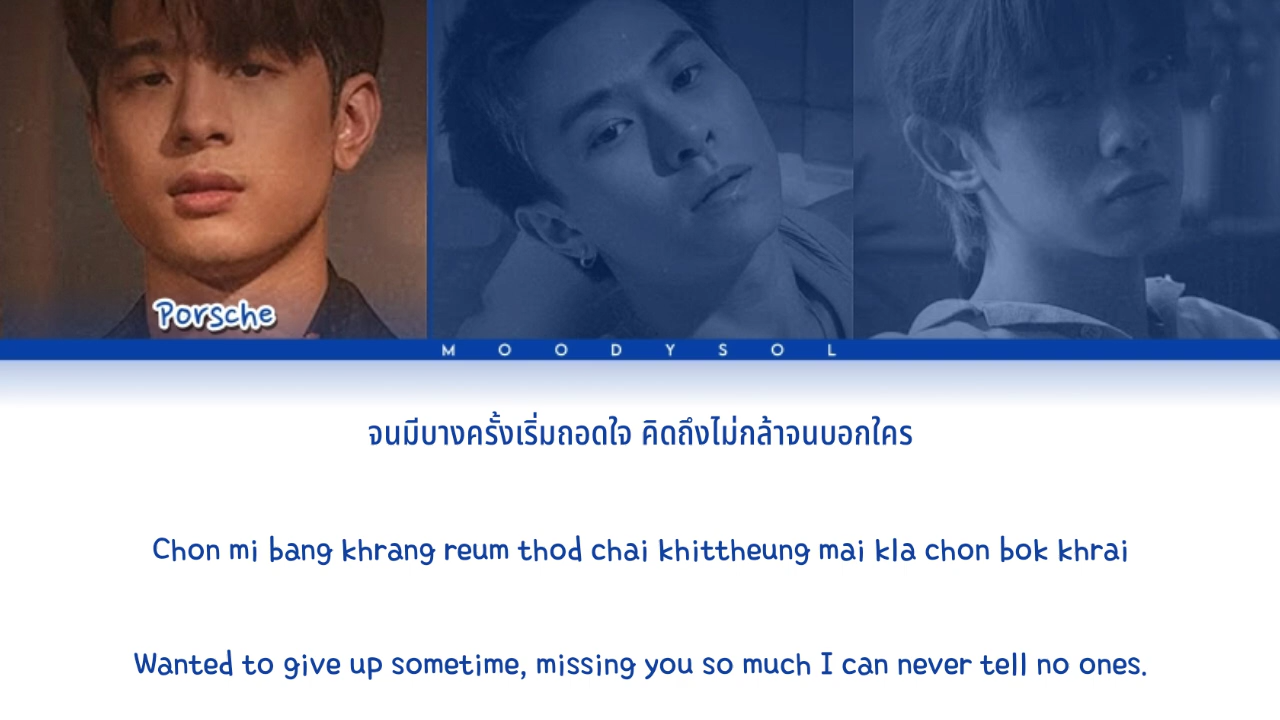 Porsche
MOODYSOL
จนมีบางครั้งเริ่มถอดใจ คิดถึงไม่กล้าจนบอกใคร
Chon mi bang khrang reum thod chai khittheung mai kla chon bok khrai
Wanted to give up sometime, missing you so much I can never tell no ones.